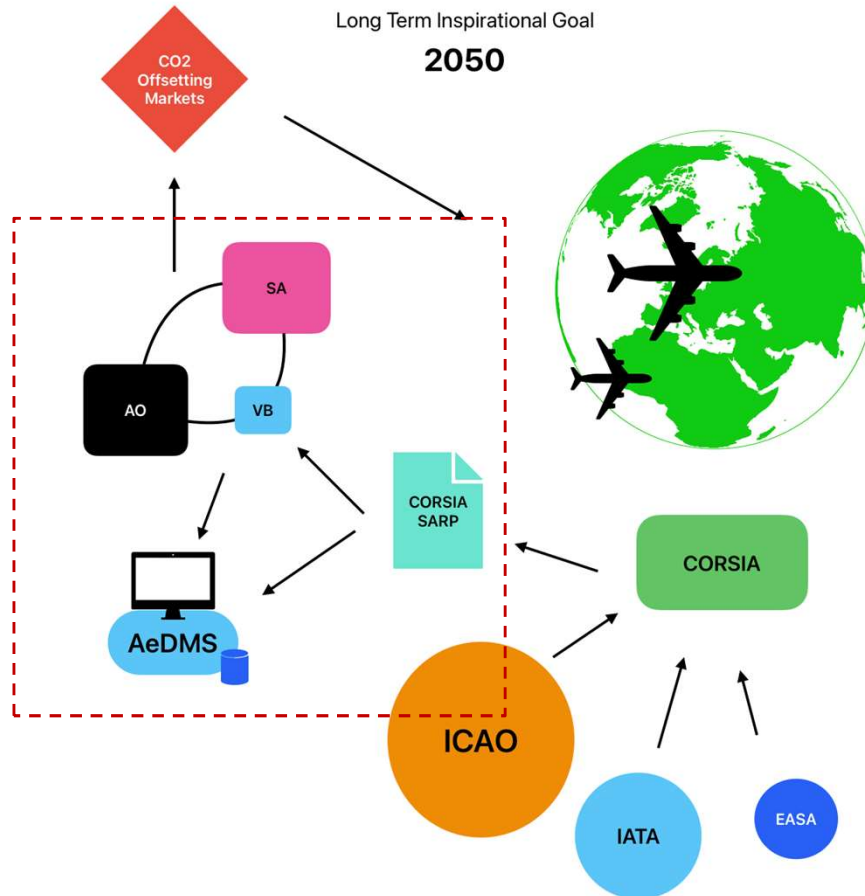 Long Term Inspirational Goal
2050
CO2
Offsetting
Markets
SA
AO
VB
CORSIA
SARP
CORSIA
AeDMS
ICAO
IATA
EASA